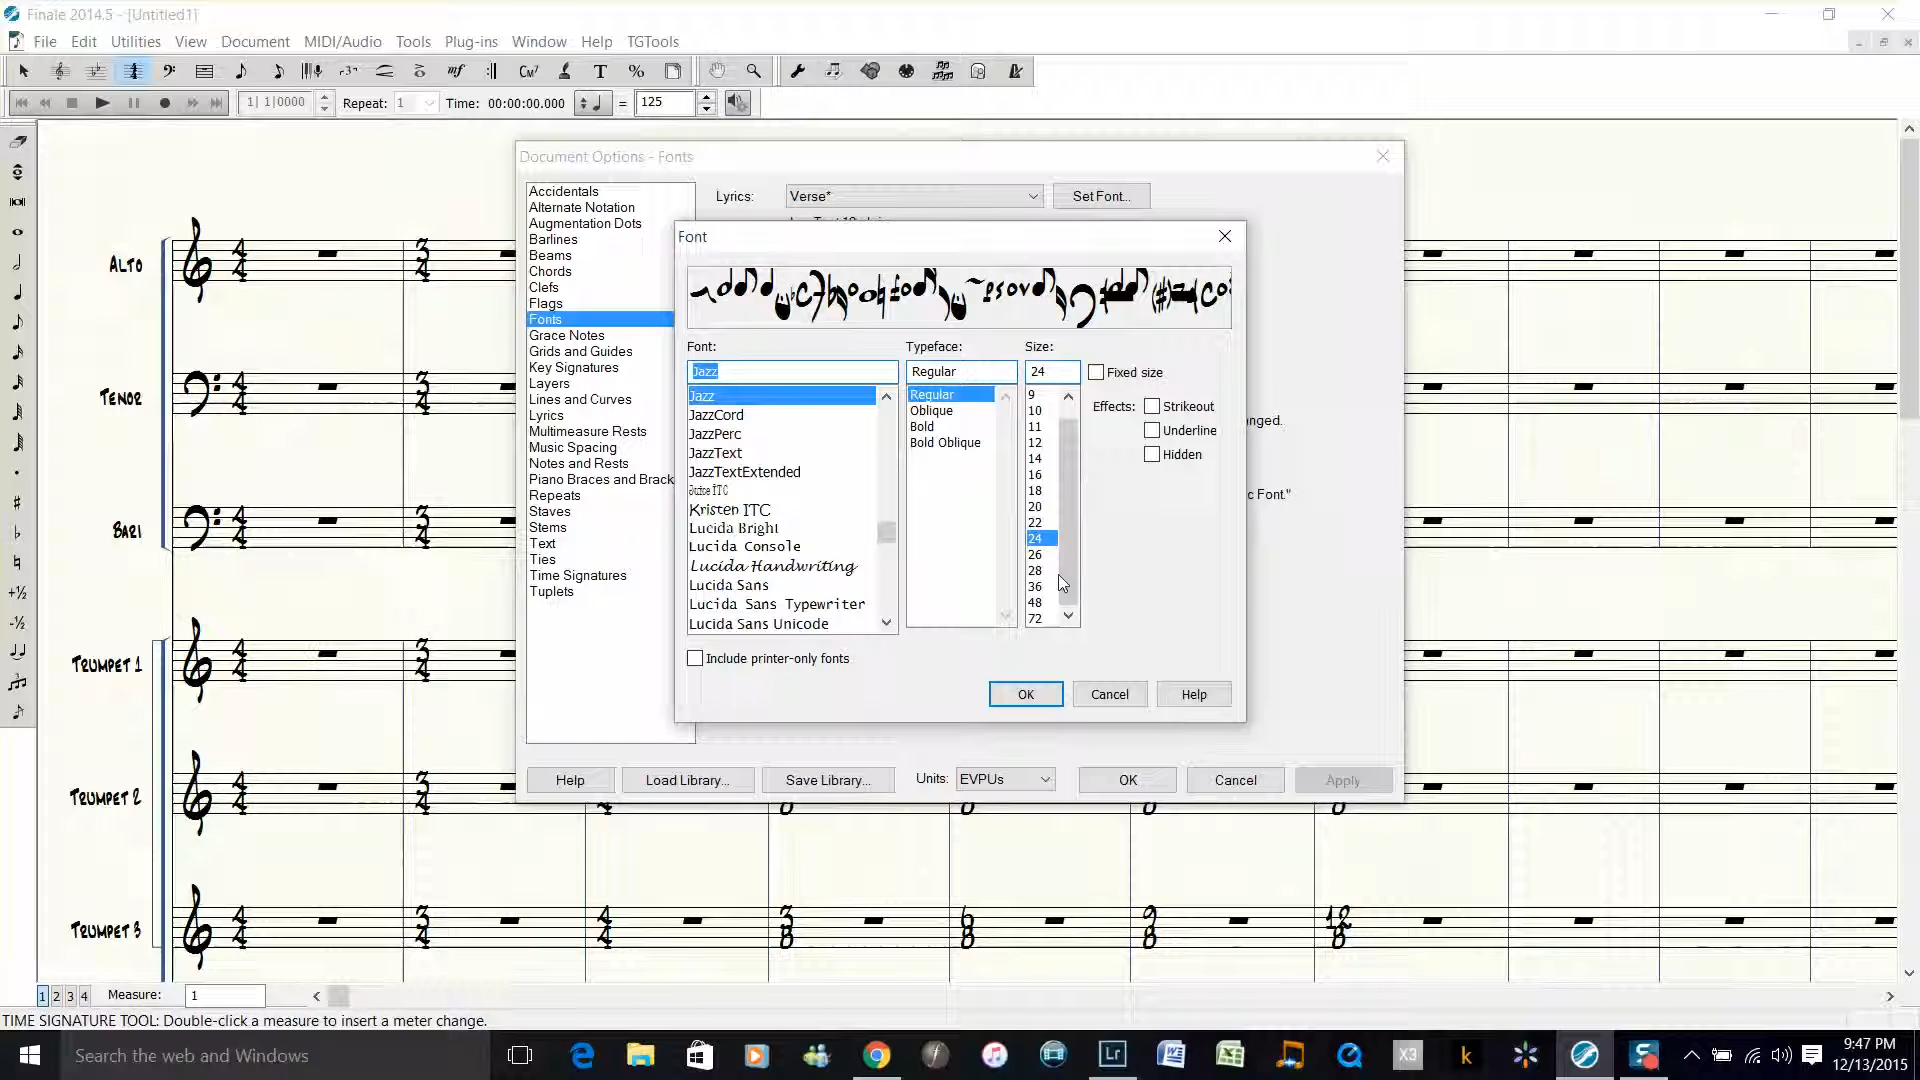 Finale 2014.5 - [Untitled1]
File Edit Utilities View Document MIDI/Audio Tools Plug-ins Window Help TGTools
1| 1|0000 Repeat: 1 Time: 00:00:00.000 = 125
Document Options - Fonts
Accidentals
Alternate Notation
Augmentation Dots
Barlines
Beams
Chords
Clefs
Flags
Fonts
Grace Notes
Grids and Guides
Key Signatures
Layers
Lines and Curves
Lyrics
Multimeasure Rests
Music Spacing
Notes and Rests
Piano Braces and Brack
Repeats
Staves
Stems
Text
Ties
Time Signatures
Tuplets
Lyrics: Verse* Set Font...
Font
Font: Typeface: Size:
Jazz Regular 24 Fixed size
Jazz
JazzCord
JazzPerc
JazzText
JazzTextExtended
Juice ITC
Kristen ITC
Lucida Bright
Lucida Console
Lucida Handwriting
Lucida Sans
Lucida Sans Typewriter
Lucida Sans Unicode
Regular
Oblique
Bold
Bold Oblique
9
10
11
12
14
16
18
20
22
24
26
28
36
48
72
Effects: Strikeout
Underline
Hidden
nged.
c Font."
Include printer-only fonts
OK Cancel Help
Help Load Library... Save Library... Units: EVPUs OK Cancel Apply
ALTO
TENOR
BARI
TRUMPET 1
TRUMPET 2
TRUMPET 3
1 2 3 4 Measure: 1
TIME SIGNATURE TOOL: Double-click a measure to insert a meter change.
Search the web and Windows
9:47 PM
12/13/2015